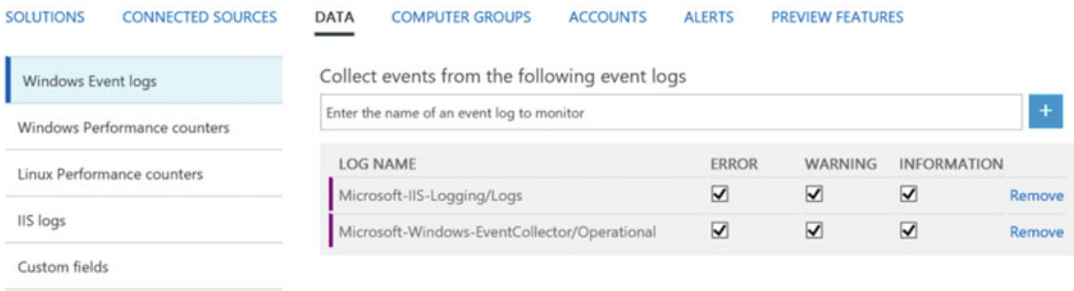 SOLUTIONS CONNECTED SOURCES DATA COMPUTER GROUPS ACCOUNTS ALERTS PREVIEW FEATURES
Windows Event logs
Windows Performance counters
Linux Performance counters
IIS logs
Custom fields
Collect events from the following event logs
Enter the name of an event log to monitor +
LOG NAME ERROR WARNING INFORMATION
Microsoft-IIS-Logging/Logs Remove
Microsoft-Windows-EventCollector/Operational Remove